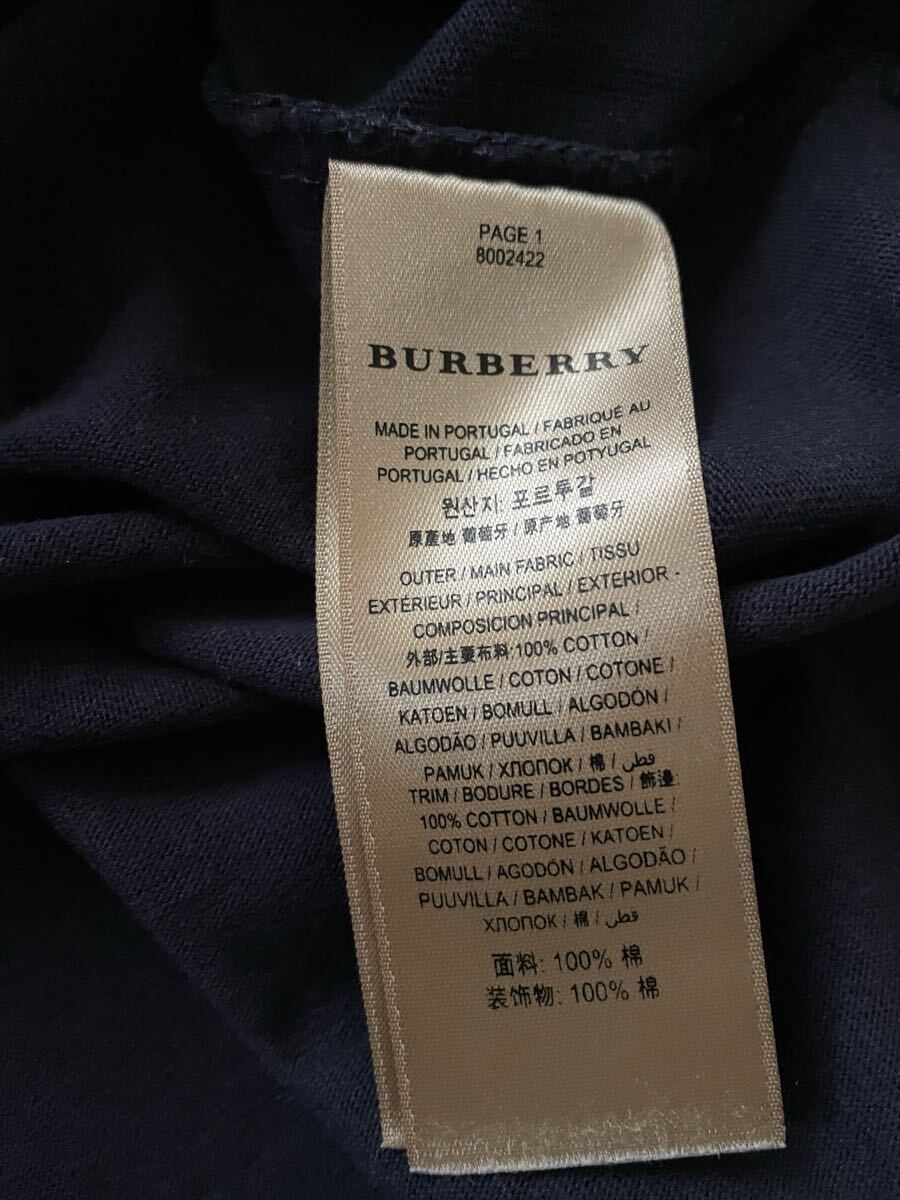 PAGE 1
8002422
BURBERRY
MADE IN PORTUGAL / FABRIQUÉ AU
PORTUGAL / FABRICADO EN
PORTUGAL / HECHO EN POTYUGAL
원산지: 포르투갈
原產地 葡萄牙 / 原产地 葡萄牙
OUTER / MAIN FABRIC / TISSU
EXTÉRIEUR / PRINCIPAL / EXTERIOR -
COMPOSICION PRINCIPAL /
外部/主要布料:100% COTTON /
BAUMWOLLE / COTON / COTONE /
KATOEN / BOMULL / ALGODÓN /
ALGODÃO / PUUVILLA / BAMBAKI /
PAMUK / ХЛОПОК / 棉 / قطن
TRIM / BODURE / BORDES / 飾邊:
100% COTTON / BAUMWOLLE /
COTON / COTONE / KATOEN /
BOMULL / AGODÓN / ALGODÃO /
PUUVILLA / BAMBAK / PAMUK /
ХЛОПОК / 棉 / قطن
面料: 100% 棉
装饰物: 100% 棉